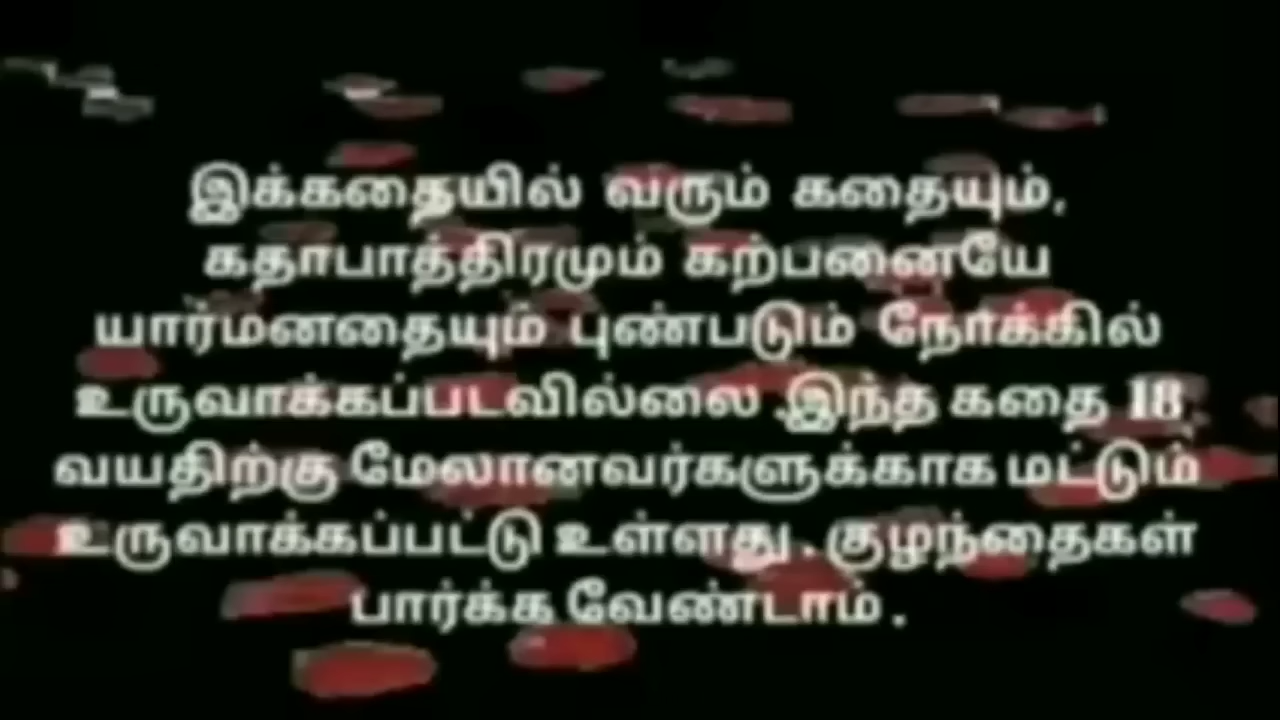 இக்கதையில் வரும் கதையும்,
கதாபாத்திரமும் கற்பனையே
யார்மனதையும் புண்படும் நோக்கில்
உருவாக்கப்படவில்லை .இந்த கதை 18
வயதிற்கு மேலானவர்களுக்காக மட்டும்
உருவாக்கப்பட்டு உள்ளது . குழந்தைகள்
பார்க்க வேண்டாம் .